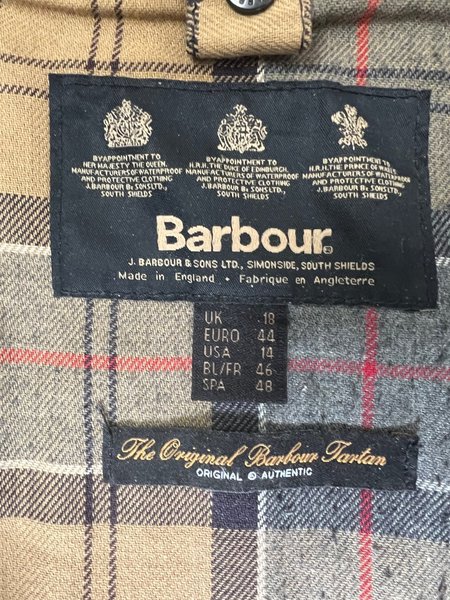 BY APPOINTMENT TO
HER MAJESTY THE QUEEN.
MANUFACTURERS OF WATERPROOF
AND PROTECTIVE CLOTHING
J.BARBOUR & SONS LTD.,
SOUTH SHIELDS
BY APPOINTMENT TO
H.R.H. THE DUKE OF EDINBURGH.
MANUFACTURERS OF WATERPROOF
AND PROTECTIVE CLOTHING
J.BARBOUR & SONS LTD.,
SOUTH SHIELDS
BY APPOINTMENT TO
H.R.H. THE PRINCE OF WALES
MANUFACTURERS OF WATERPROOF
AND PROTECTIVE CLOTHING
J.BARBOUR & SONS LTD.,
SOUTH SHIELDS
Barbour®
J. BARBOUR & SONS LTD., SIMONSIDE, SOUTH SHIELDS
Made in England • Fabrique en Angleterre
UK 18
EURO 44
USA 14
BL/FR 46
SPA 48
The Original Barbour Tartan
ORIGINAL & AUTHENTIC